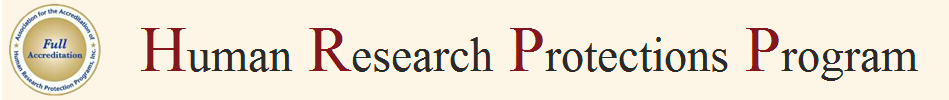 Association for the Accreditation of
Human Research Protection Programs, Inc.
Full
Accreditation
Human Research Protections Program